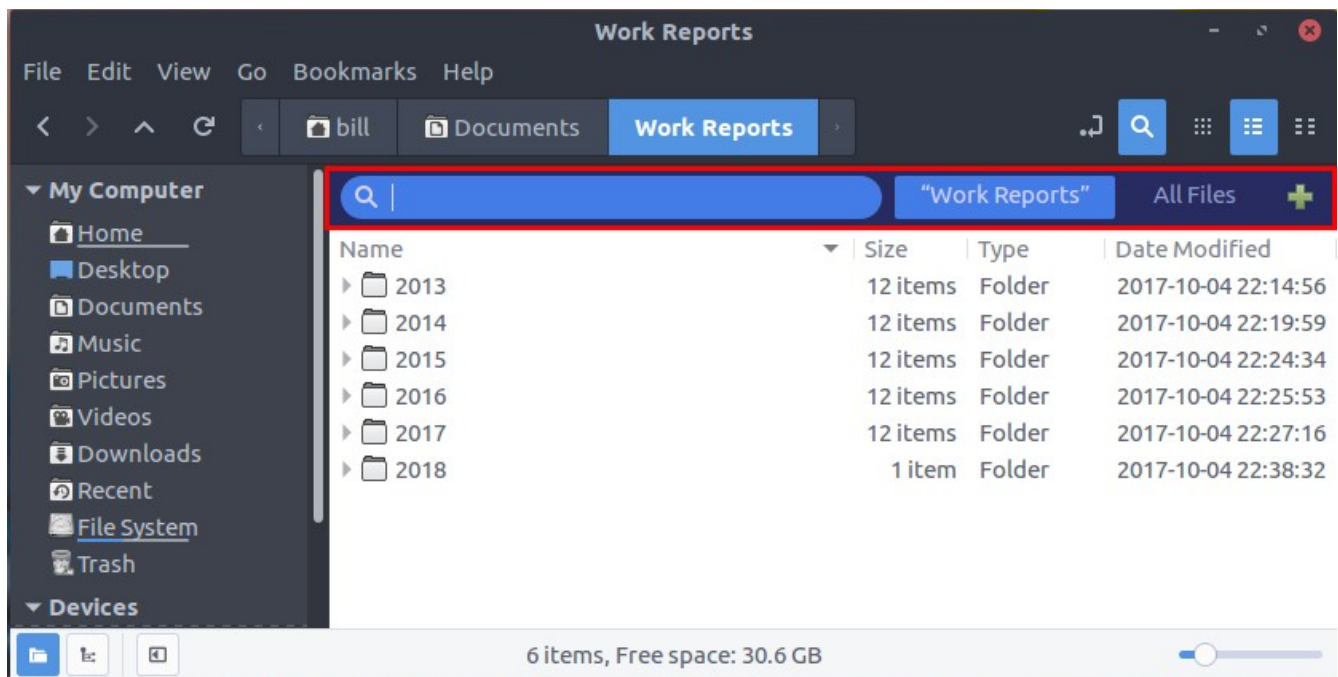 Work Reports
File Edit View Go Bookmarks Help
bill Documents Work Reports
My Computer
Home
Desktop
Documents
Music
Pictures
Videos
Downloads
Recent
File System
Trash
Devices
“Work Reports” All Files
Name Size Type Date Modified
2013 12 items Folder 2017-10-04 22:14:56
2014 12 items Folder 2017-10-04 22:19:59
2015 12 items Folder 2017-10-04 22:24:34
2016 12 items Folder 2017-10-04 22:25:53
2017 12 items Folder 2017-10-04 22:27:16
2018 1 item Folder 2017-10-04 22:38:32
6 items, Free space: 30.6 GB